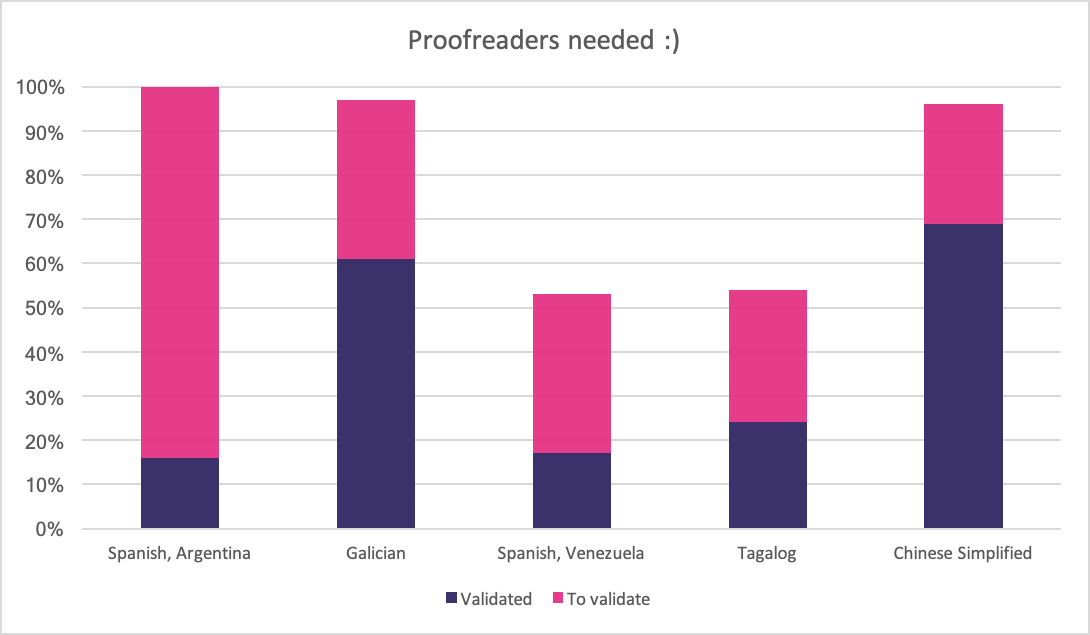 Proofreaders needed :)
100%
90%
80%
70%
60%
50%
40%
30%
20%
10%
0%
Spanish, Argentina
Galician
Spanish, Venezuela
Tagalog
Chinese Simplified
Validated
To validate